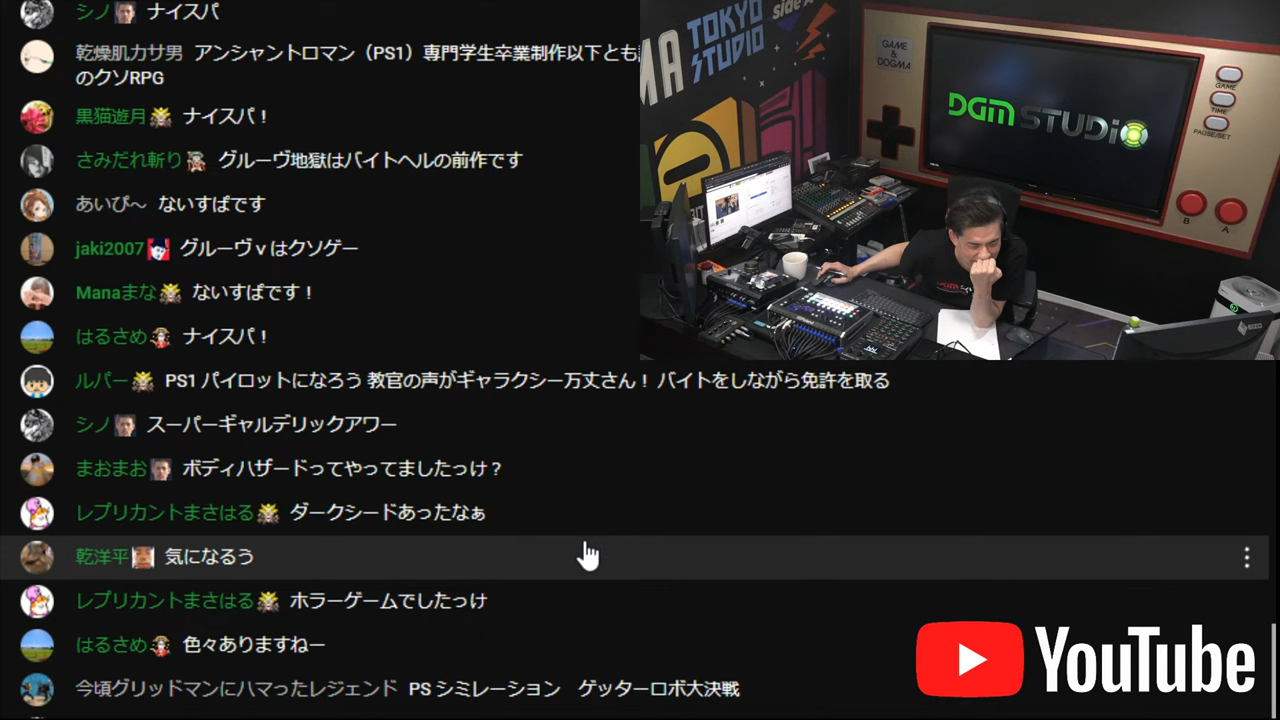 シノ ナイスパ
乾燥肌カサ男 アンシャントロマン（PS1）専門学生卒業制作以下とも
のクソRPG
黒猫遊月 ナイスパ！
さみだれ斬り グルーヴ地獄はバイトヘルの前作です
あいぴ〜 ないすぱです
jaki2007 グルーヴｖはクソゲー
Manaまな ないすぱです！
はるさめ ナイスパ！
ルパー PS1 パイロットになろう 教官の声がギャラクシー万丈さん！ バイトをしながら免許を取る
シノ スーパーギャルデリックアワー
まおまお ボディハザードってやってましたっけ？
レプリカントまさはる ダークシードあったなぁ
乾洋平 気になるう
レプリカントまさはる ホラーゲームでしたっけ
はるさめ 色々ありますねー
今頃グリッドマンにハマったレジェンド PS シミレーション　ゲッターロボ大決戦
TOKYO
STUDIO
side A
GAME
&
DOGMA
DGM STUDiO
GAME
TIME
PAUSE/SET
B
A
YouTube